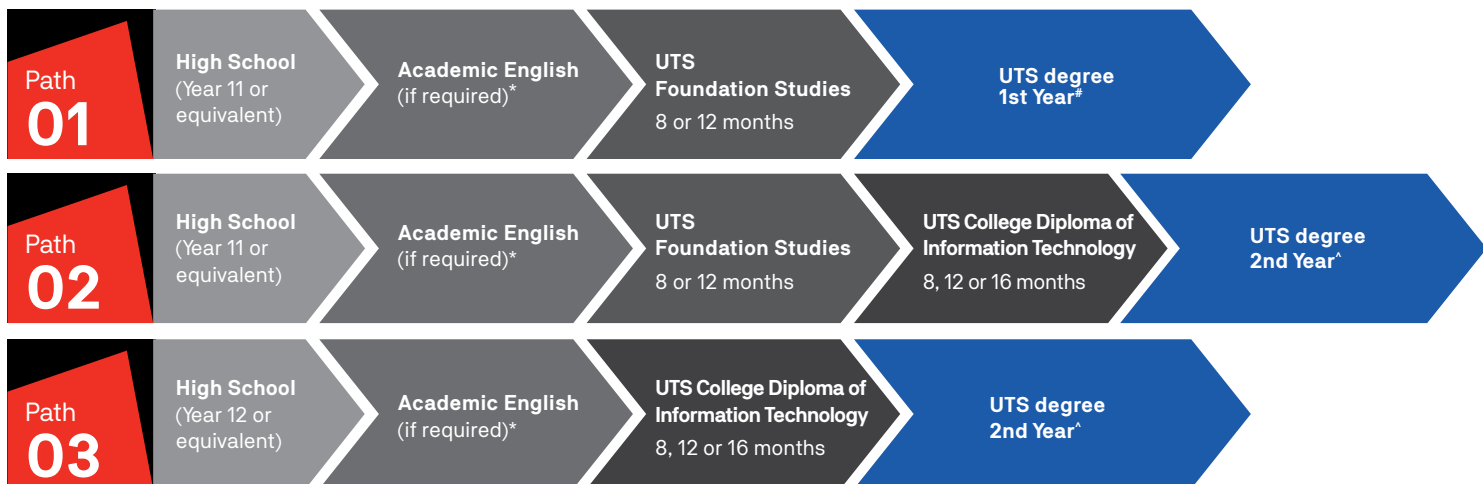 Path
01
High School
(Year 11 or
equivalent)
Academic English
(if required)*
UTS
Foundation Studies
8 or 12 months
UTS degree
1st Year#
Path
02
High School
(Year 11 or
equivalent)
Academic English
(if required)*
UTS
Foundation Studies
8 or 12 months
UTS College Diploma of
Information Technology
8, 12 or 16 months
UTS degree
2nd Year^
Path
03
High School
(Year 12 or
equivalent)
Academic English
(if required)*
UTS College Diploma of
Information Technology
8, 12 or 16 months
UTS degree
2nd Year^